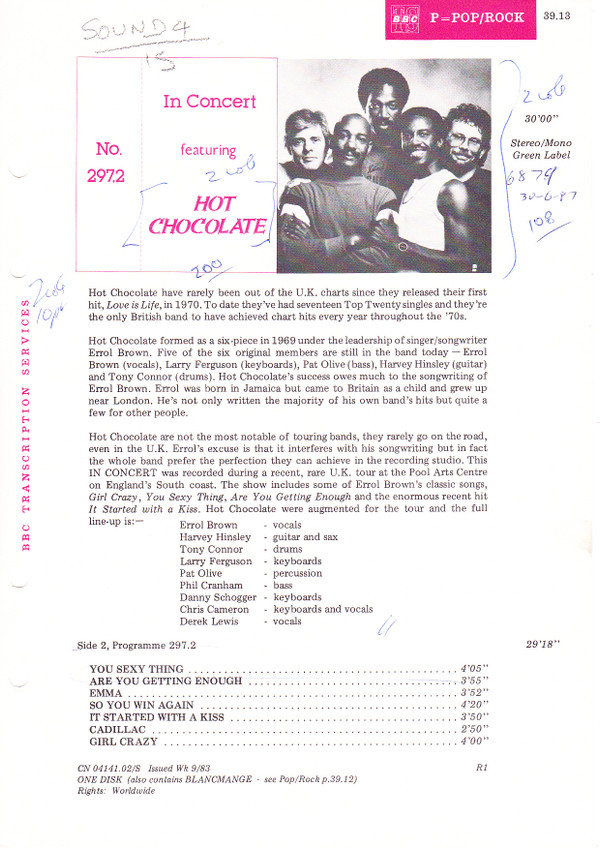 SOUND 4
15
BBC
P=POP/ROCK
39.13
In Concert
featuring
HOT
CHOCOLATE
No.
297.2
2 cols
200
2 cols
30'00"
Stereo/Mono
Green Label
6879
30-6-97
108
10pt
BBC TRANSCRIPTION SERVICES
Hot Chocolate have rarely been out of the U.K. charts since they released their first
hit, Love is Life, in 1970. To date they've had seventeen Top Twenty singles and they're
the only British band to have achieved chart hits every year throughout the '70s.
Hot Chocolate formed as a six-piece in 1969 under the leadership of singer/songwriter
Errol Brown. Five of the six original members are still in the band today — Errol
Brown (vocals), Larry Ferguson (keyboards), Pat Olive (bass), Harvey Hinsley (guitar)
and Tony Connor (drums). Hot Chocolate's success owes much to the songwriting of
Errol Brown. Errol was born in Jamaica but came to Britain as a child and grew up
near London. He's not only written the majority of his own band's hits but quite a
few for other people.
Hot Chocolate are not the most notable of touring bands, they rarely go on the road,
even in the U.K. Errol's excuse is that it interferes with his songwriting but in fact
the whole band prefer the perfection they can achieve in the recording studio. This
IN CONCERT was recorded during a recent, rare U.K. tour at the Pool Arts Centre
on England's South coast. The show includes some of Errol Brown's classic songs,
Girl Crazy, You Sexy Thing, Are You Getting Enough and the enormous recent hit
It Started with a Kiss. Hot Chocolate were augmented for the tour and the full
line-up is:—
Errol Brown - vocals
Harvey Hinsley - guitar and sax
Tony Connor - drums
Larry Ferguson - keyboards
Pat Olive - percussion
Phil Cranham - bass
Danny Schogger - keyboards
Chris Cameron - keyboards and vocals
Derek Lewis - vocals
Side 2, Programme 297.2 29'18"
YOU SEXY THING ........ 4'05"
ARE YOU GETTING ENOUGH ........ 3'55"
EMMA ........ 3'52"
SO YOU WIN AGAIN ........ 4'20"
IT STARTED WITH A KISS ........ 3'50"
CADILLAC ........ 2'50"
GIRL CRAZY ........ 4'00"
CN 04141.02/S Issued Wk 9/83 R1
ONE DISK (also contains BLANCMANGE - see Pop/Rock p.39.12)
Rights: Worldwide